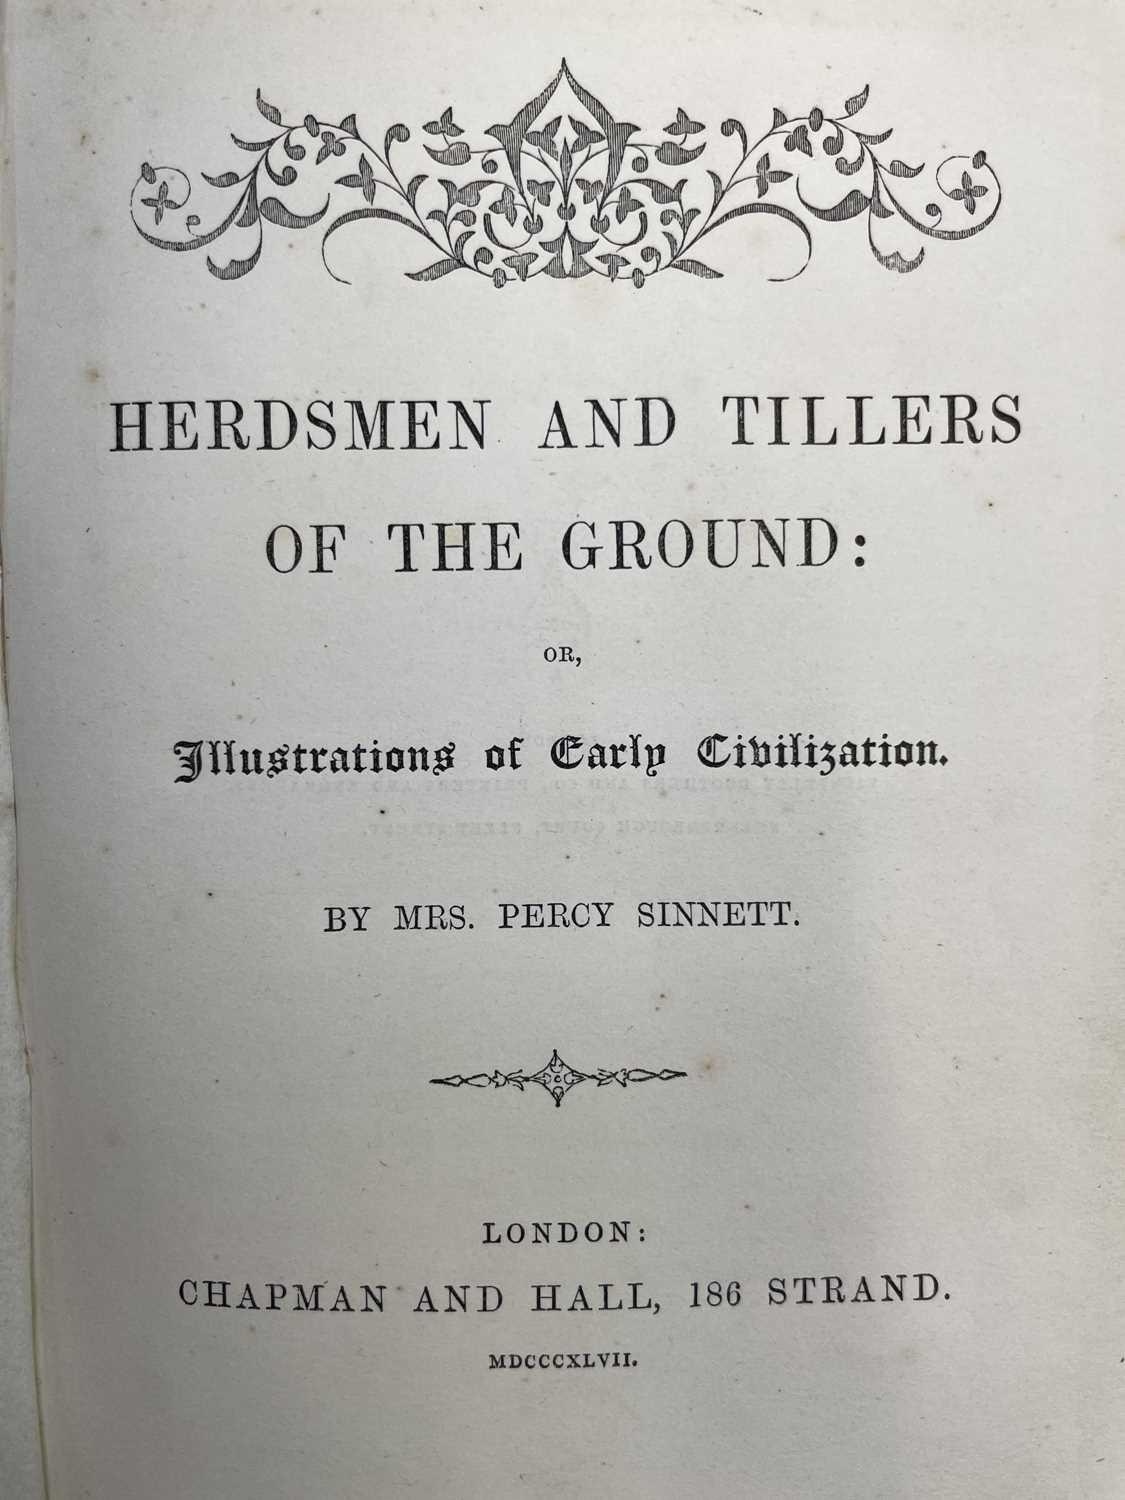 HERDSMEN AND TILLERS
OF THE GROUND:
OR,
Illustrations of Early Civilization.
BY MRS. PERCY SINNETT.
LONDON:
CHAPMAN AND HALL, 186 STRAND.
MDCCCXLVII.